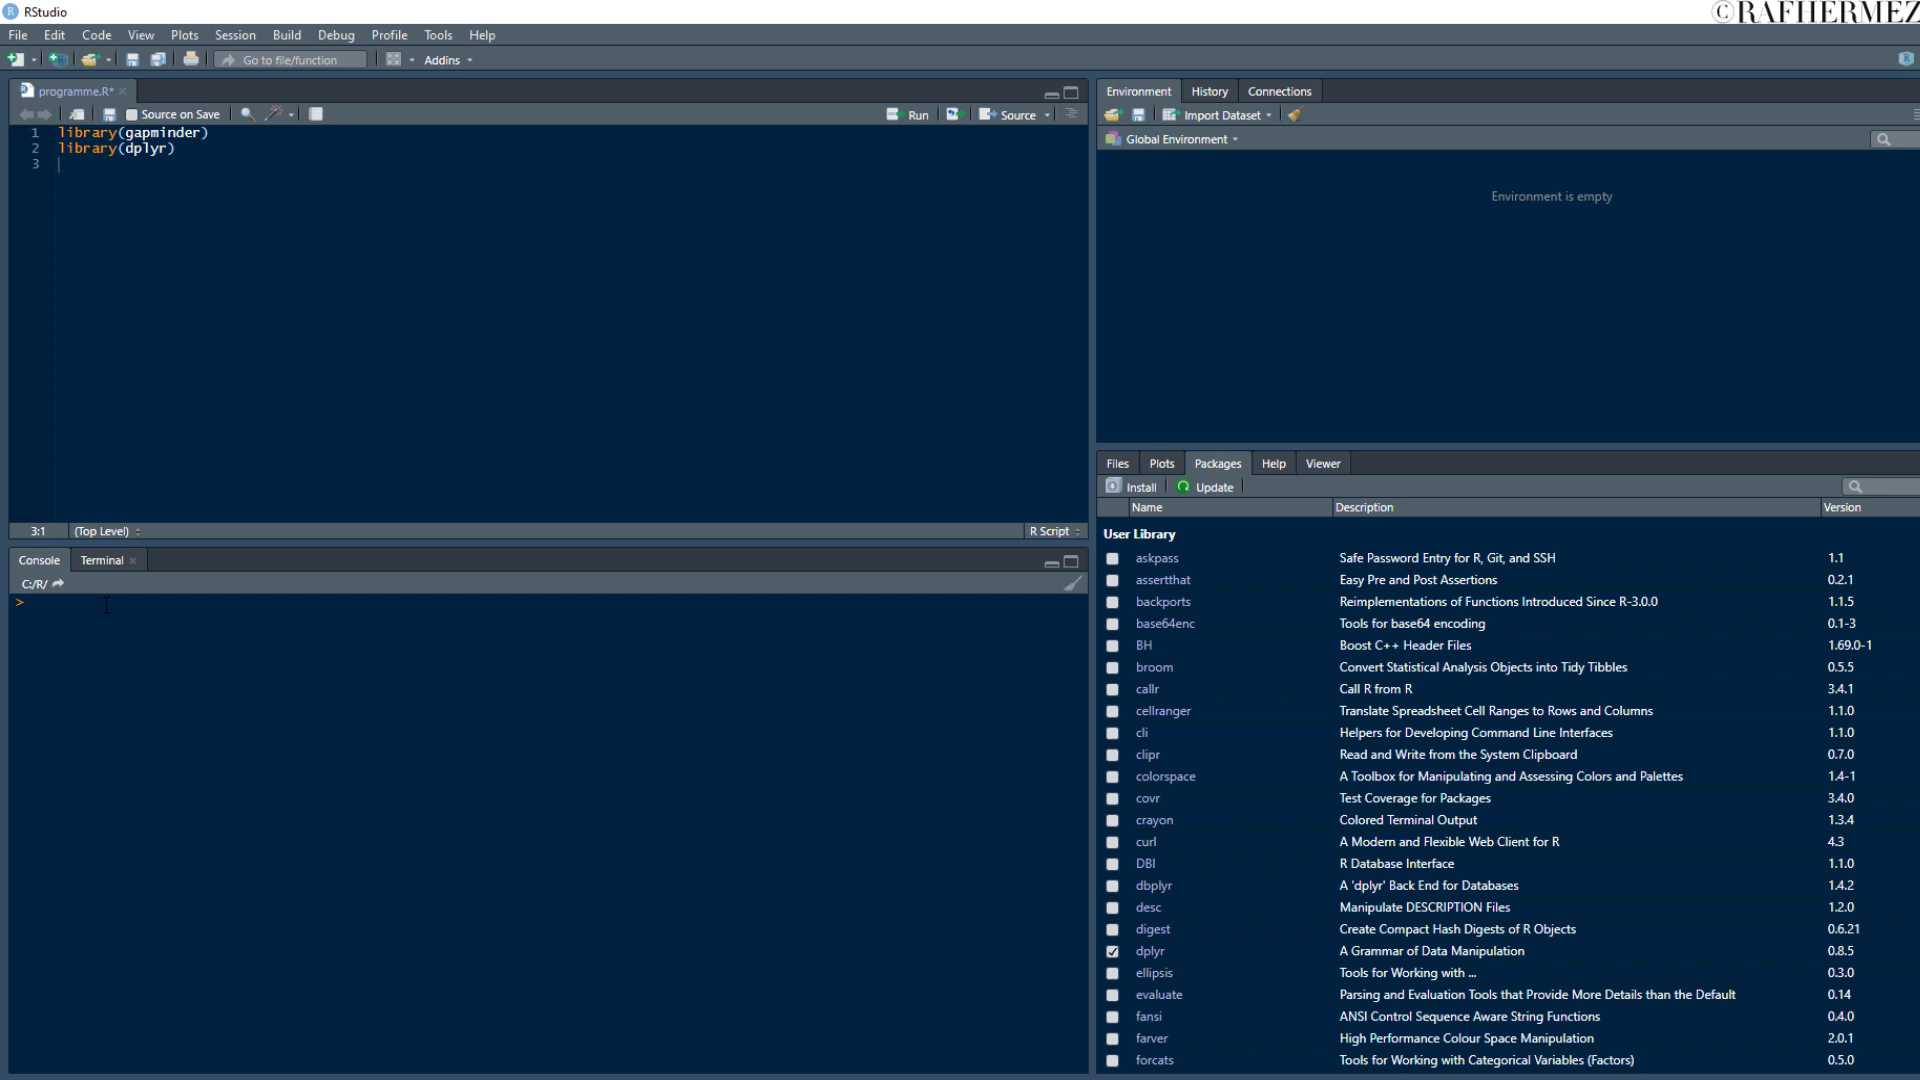 RStudio
©RAFHERMEZ
File Edit Code View Plots Session Build Debug Profile Tools Help
Go to file/function Addins
programme.R*
Source on Save Run Source
1 library(gapminder)
2 library(dplyr)
3
3:1 (Top Level) R Script
Console Terminal
C:/R/
>
Environment History Connections
Import Dataset
Global Environment
Environment is empty
Files Plots Packages Help Viewer
Install Update
Name Description Version
User Library
askpass Safe Password Entry for R, Git, and SSH 1.1
assertthat Easy Pre and Post Assertions 0.2.1
backports Reimplementations of Functions Introduced Since R-3.0.0 1.1.5
base64enc Tools for base64 encoding 0.1-3
BH Boost C++ Header Files 1.69.0-1
broom Convert Statistical Analysis Objects into Tidy Tibbles 0.5.5
callr Call R from R 3.4.1
cellranger Translate Spreadsheet Cell Ranges to Rows and Columns 1.1.0
cli Helpers for Developing Command Line Interfaces 1.1.0
clipr Read and Write from the System Clipboard 0.7.0
colorspace A Toolbox for Manipulating and Assessing Colors and Palettes 1.4-1
covr Test Coverage for Packages 3.4.0
crayon Colored Terminal Output 1.3.4
curl A Modern and Flexible Web Client for R 4.3
DBI R Database Interface 1.1.0
dbplyr A 'dplyr' Back End for Databases 1.4.2
desc Manipulate DESCRIPTION Files 1.2.0
digest Create Compact Hash Digests of R Objects 0.6.21
dplyr A Grammar of Data Manipulation 0.8.5
ellipsis Tools for Working with ... 0.3.0
evaluate Parsing and Evaluation Tools that Provide More Details than the Default 0.14
fansi ANSI Control Sequence Aware String Functions 0.4.0
farver High Performance Colour Space Manipulation 2.0.1
forcats Tools for Working with Categorical Variables (Factors) 0.5.0